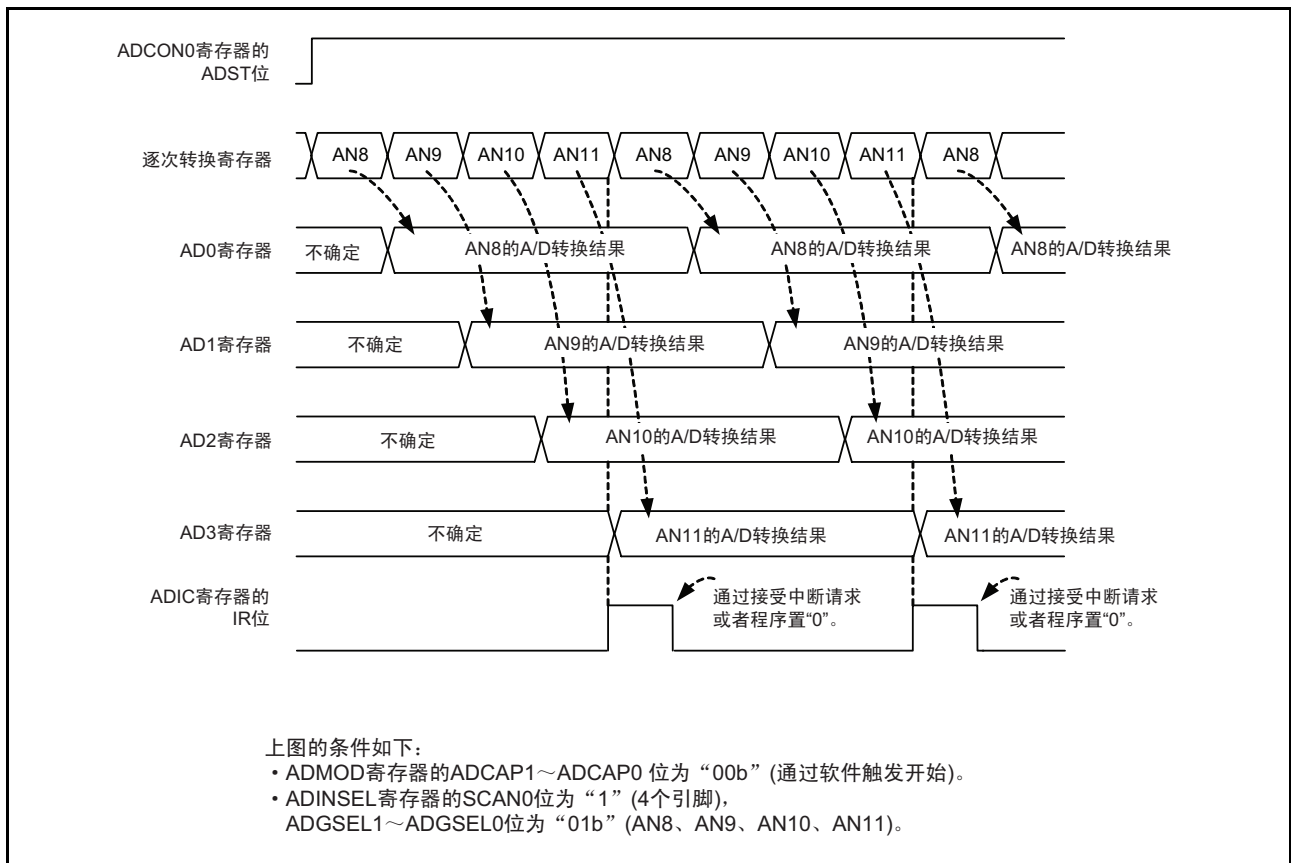 ADCON0寄存器的
ADST位
逐次转换寄存器
AN8
AN9
AN10
AN11
AN8
AN9
AN10
AN11
AN8
AD0寄存器
不确定
AN8的A/D转换结果
AN8的A/D转换结果
AN8的A/D转换结果
AD1寄存器
不确定
AN9的A/D转换结果
AN9的A/D转换结果
AD2寄存器
不确定
AN10的A/D转换结果
AN10的A/D转换结果
AD3寄存器
不确定
AN11的A/D转换结果
AN11的A/D转换结果
ADIC寄存器的
IR位
通过接受中断请求
或者程序置“0”。
通过接受中断请求
或者程序置“0”。
上图的条件如下：
・ADMOD寄存器的ADCAP1～ADCAP0 位为“00b”(通过软件触发开始)。
・ADINSEL寄存器的SCAN0位为“1”(4个引脚)，
ADGSEL1～ADGSEL0位为“01b”(AN8、AN9、AN10、AN11)。